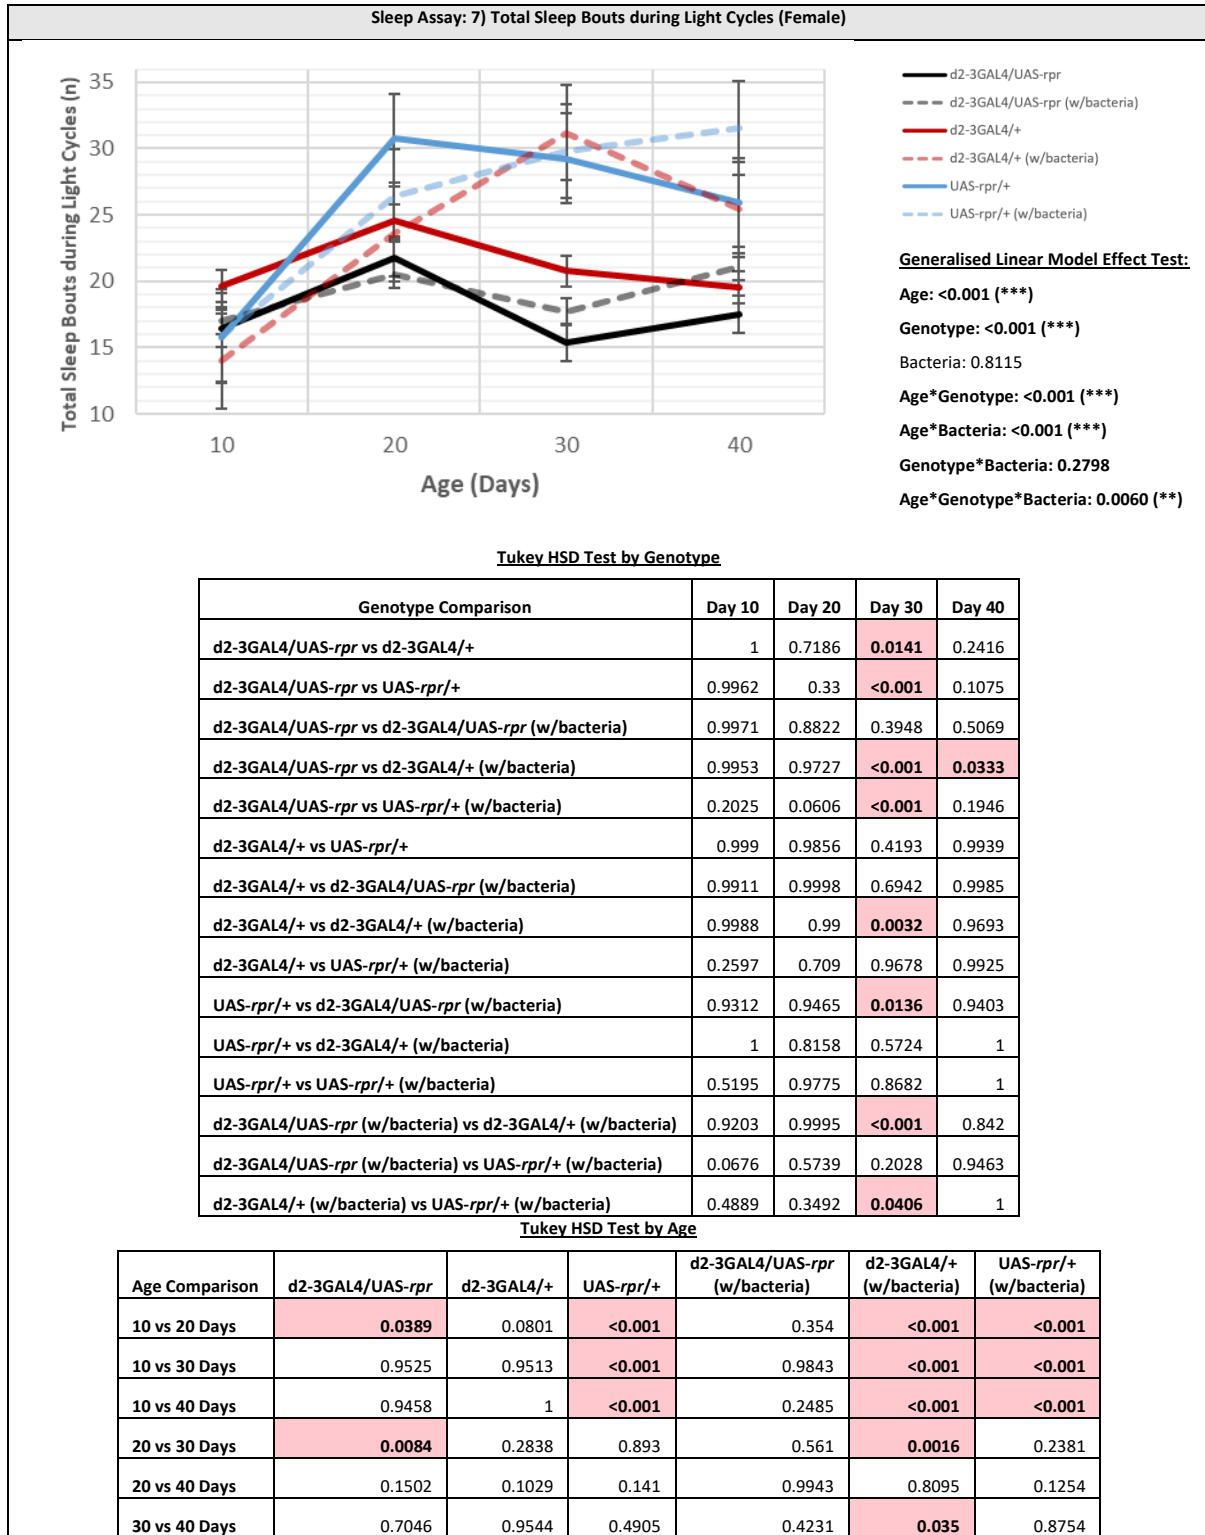 Sleep Assay: 7) Total Sleep Bouts during Light Cycles (Female)
Total Sleep Bouts during Light Cycles (n)
35
30
25
20
15
10
10 20 30 40
Age (Days)
d2-3GAL4/UAS-rpr
d2-3GAL4/UAS-rpr (w/bacteria)
d2-3GAL4/+
d2-3GAL4/+ (w/bacteria)
UAS-rpr/+
UAS-rpr/+ (w/bacteria)
Generalised Linear Model Effect Test:
Age: <0.001 (***)
Genotype: <0.001 (***)
Bacteria: 0.8115
Age*Genotype: <0.001 (***)
Age*Bacteria: <0.001 (***)
Genotype*Bacteria: 0.2798
Age*Genotype*Bacteria: 0.0060 (**)
Tukey HSD Test by Genotype
Genotype Comparison Day 10 Day 20 Day 30 Day 40
d2-3GAL4/UAS-rpr vs d2-3GAL4/+ 1 0.7186 0.0141 0.2416
d2-3GAL4/UAS-rpr vs UAS-rpr/+ 0.9962 0.33 <0.001 0.1075
d2-3GAL4/UAS-rpr vs d2-3GAL4/UAS-rpr (w/bacteria) 0.9971 0.8822 0.3948 0.5069
d2-3GAL4/UAS-rpr vs d2-3GAL4/+ (w/bacteria) 0.9953 0.9727 <0.001 0.0333
d2-3GAL4/UAS-rpr vs UAS-rpr/+ (w/bacteria) 0.2025 0.0606 <0.001 0.1946
d2-3GAL4/+ vs UAS-rpr/+ 0.999 0.9856 0.4193 0.9939
d2-3GAL4/+ vs d2-3GAL4/UAS-rpr (w/bacteria) 0.9911 0.9998 0.6942 0.9985
d2-3GAL4/+ vs d2-3GAL4/+ (w/bacteria) 0.9988 0.99 0.0032 0.9693
d2-3GAL4/+ vs UAS-rpr/+ (w/bacteria) 0.2597 0.709 0.9678 0.9925
UAS-rpr/+ vs d2-3GAL4/UAS-rpr (w/bacteria) 0.9312 0.9465 0.0136 0.9403
UAS-rpr/+ vs d2-3GAL4/+ (w/bacteria) 1 0.8158 0.5724 1
UAS-rpr/+ vs UAS-rpr/+ (w/bacteria) 0.5195 0.9775 0.8682 1
d2-3GAL4/UAS-rpr (w/bacteria) vs d2-3GAL4/+ (w/bacteria) 0.9203 0.9995 <0.001 0.842
d2-3GAL4/UAS-rpr (w/bacteria) vs UAS-rpr/+ (w/bacteria) 0.0676 0.5739 0.2028 0.9463
d2-3GAL4/+ (w/bacteria) vs UAS-rpr/+ (w/bacteria) 0.4889 0.3492 0.0406 1
Tukey HSD Test by Age
Age Comparison d2-3GAL4/UAS-rpr d2-3GAL4/+ UAS-rpr/+ d2-3GAL4/UAS-rpr (w/bacteria) d2-3GAL4/+ (w/bacteria) UAS-rpr/+ (w/bacteria)
10 vs 20 Days 0.0389 0.0801 <0.001 0.354 <0.001 <0.001
10 vs 30 Days 0.9525 0.9513 <0.001 0.9843 <0.001 <0.001
10 vs 40 Days 0.9458 1 <0.001 0.2485 <0.001 <0.001
20 vs 30 Days 0.0084 0.2838 0.893 0.561 0.0016 0.2381
20 vs 40 Days 0.1502 0.1029 0.141 0.9943 0.8095 0.1254
30 vs 40 Days 0.7046 0.9544 0.4905 0.4231 0.035 0.8754